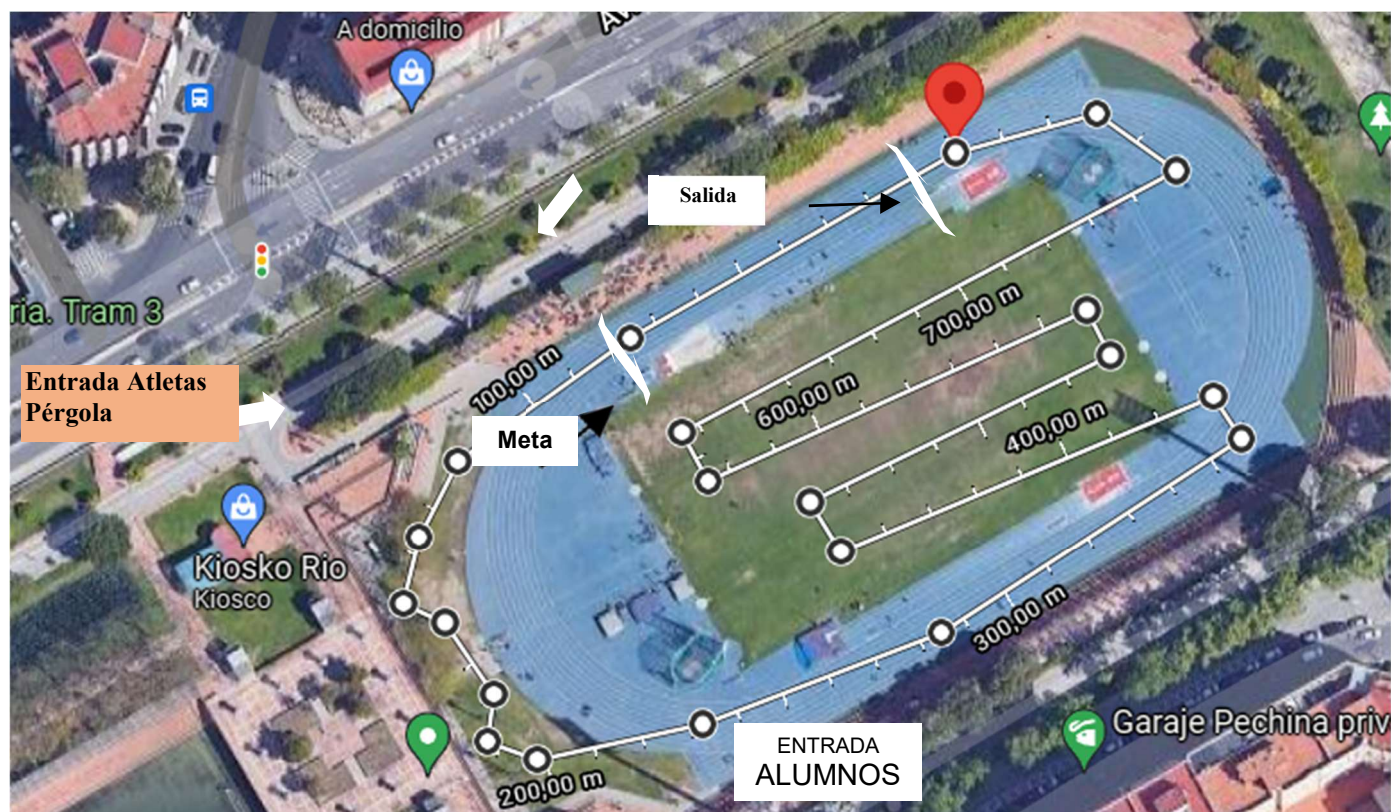 A domicilio
Av
Salida
ria. Tram 3
Entrada Atletas
Pérgola
100,00 m
Meta
700,00 m
600,00 m
400,00 m
Kiosko Rio
Kiosco
300,00 m
200,00 m
ENTRADA
ALUMNOS
Garaje Pechina priv